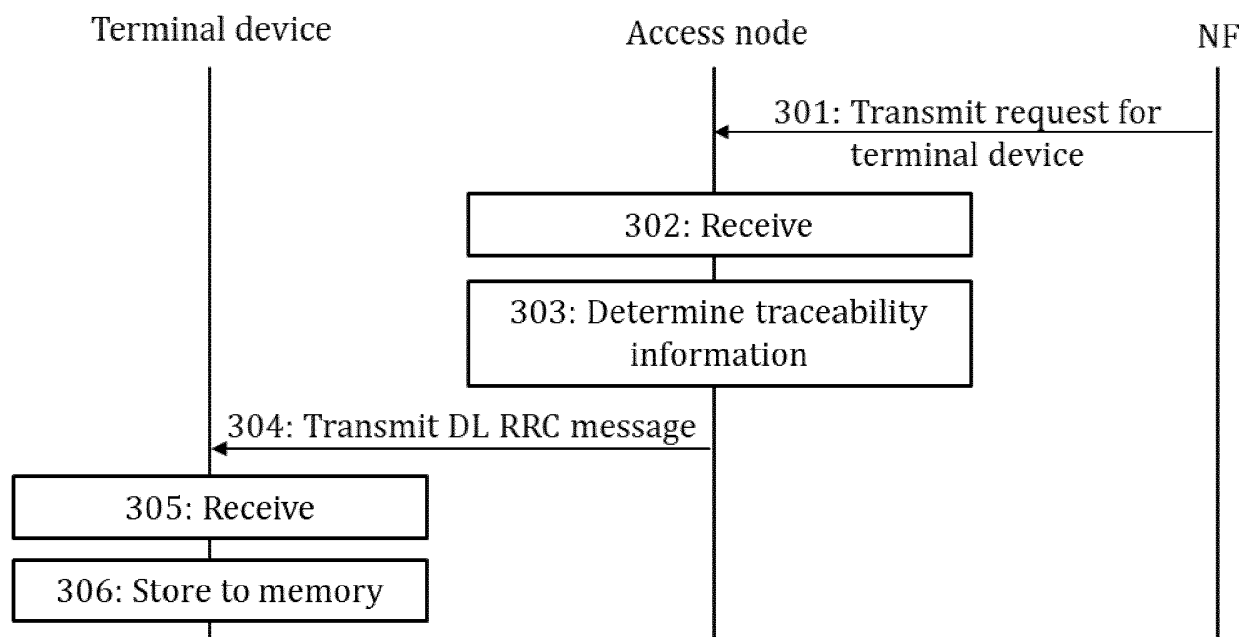 Terminal device
Access node
NF
301: Transmit request for
terminal device
302: Receive
303: Determine traceability
information
304: Transmit DL RRC message
305: Receive
306: Store to memory